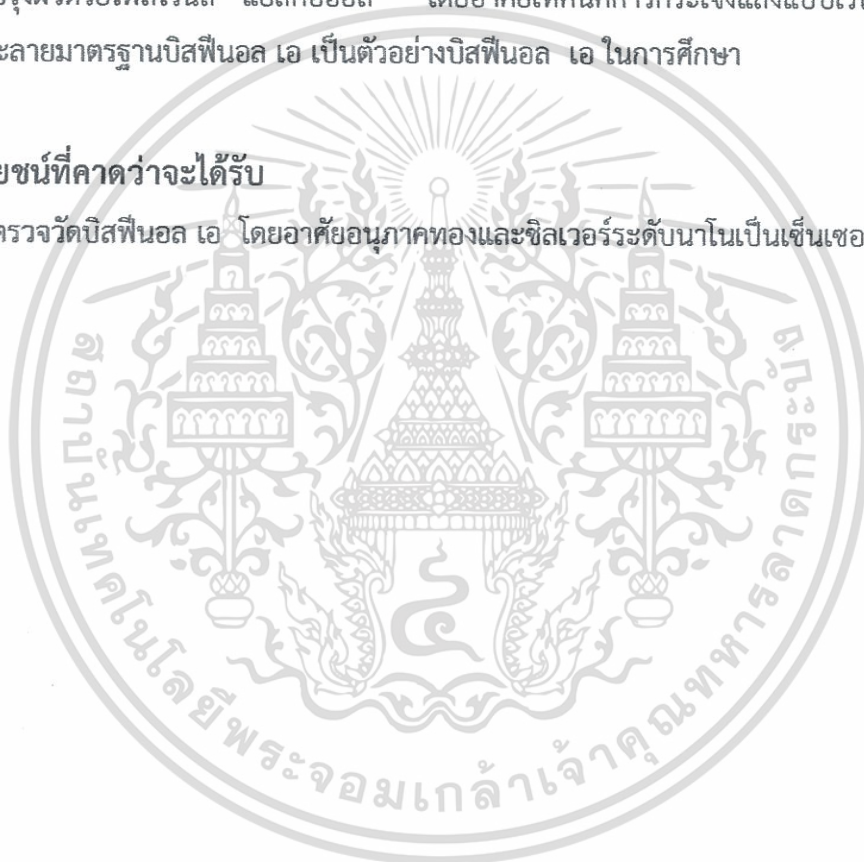 ะลายมาตรฐานบิสฟีนอล เอ เป็นตัวอย่างบิสฟีนอล เอ ในการศึกษา
ยชน์ที่คาดว่าจะได้รับ
ตรวจวัดบิสฟีนอล เอ โดยอาศัยอนุภาคทองและซิลเวอร์ระดับนาโนเป็นเซ็นเซอ
สถาบันเทคโนโลยีพระจอมเกล้าเจ้าคุณทหารลาดกระบัง
๔